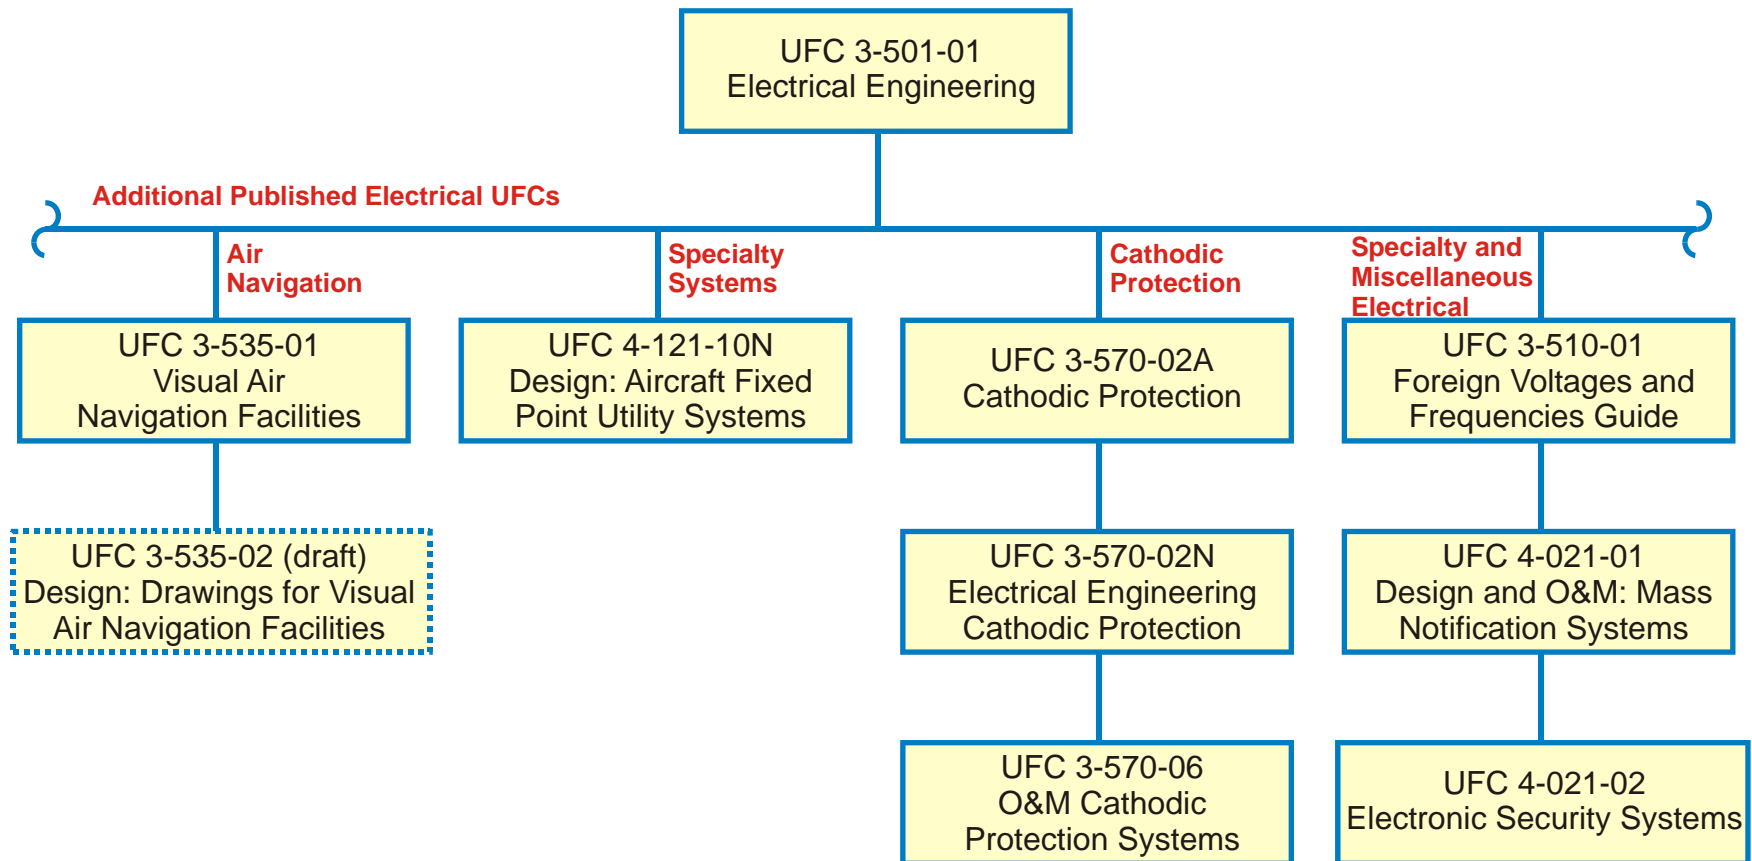 UFC 3-501-01
Electrical Engineering
Additional Published Electrical UFCs
Air
Navigation
Specialty
Systems
Cathodic
Protection
Specialty and
Miscellaneous
Electrical
UFC 3-535-01
Visual Air
Navigation Facilities
UFC 4-121-10N
Design: Aircraft Fixed
Point Utility Systems
UFC 3-570-02A
Cathodic Protection
UFC 3-510-01
Foreign Voltages and
Frequencies Guide
UFC 3-535-02 (draft)
Design: Drawings for Visual
Air Navigation Facilities
UFC 3-570-02N
Electrical Engineering
Cathodic Protection
UFC 4-021-01
Design and O&M: Mass
Notification Systems
UFC 3-570-06
O&M Cathodic
Protection Systems
UFC 4-021-02
Electronic Security Systems